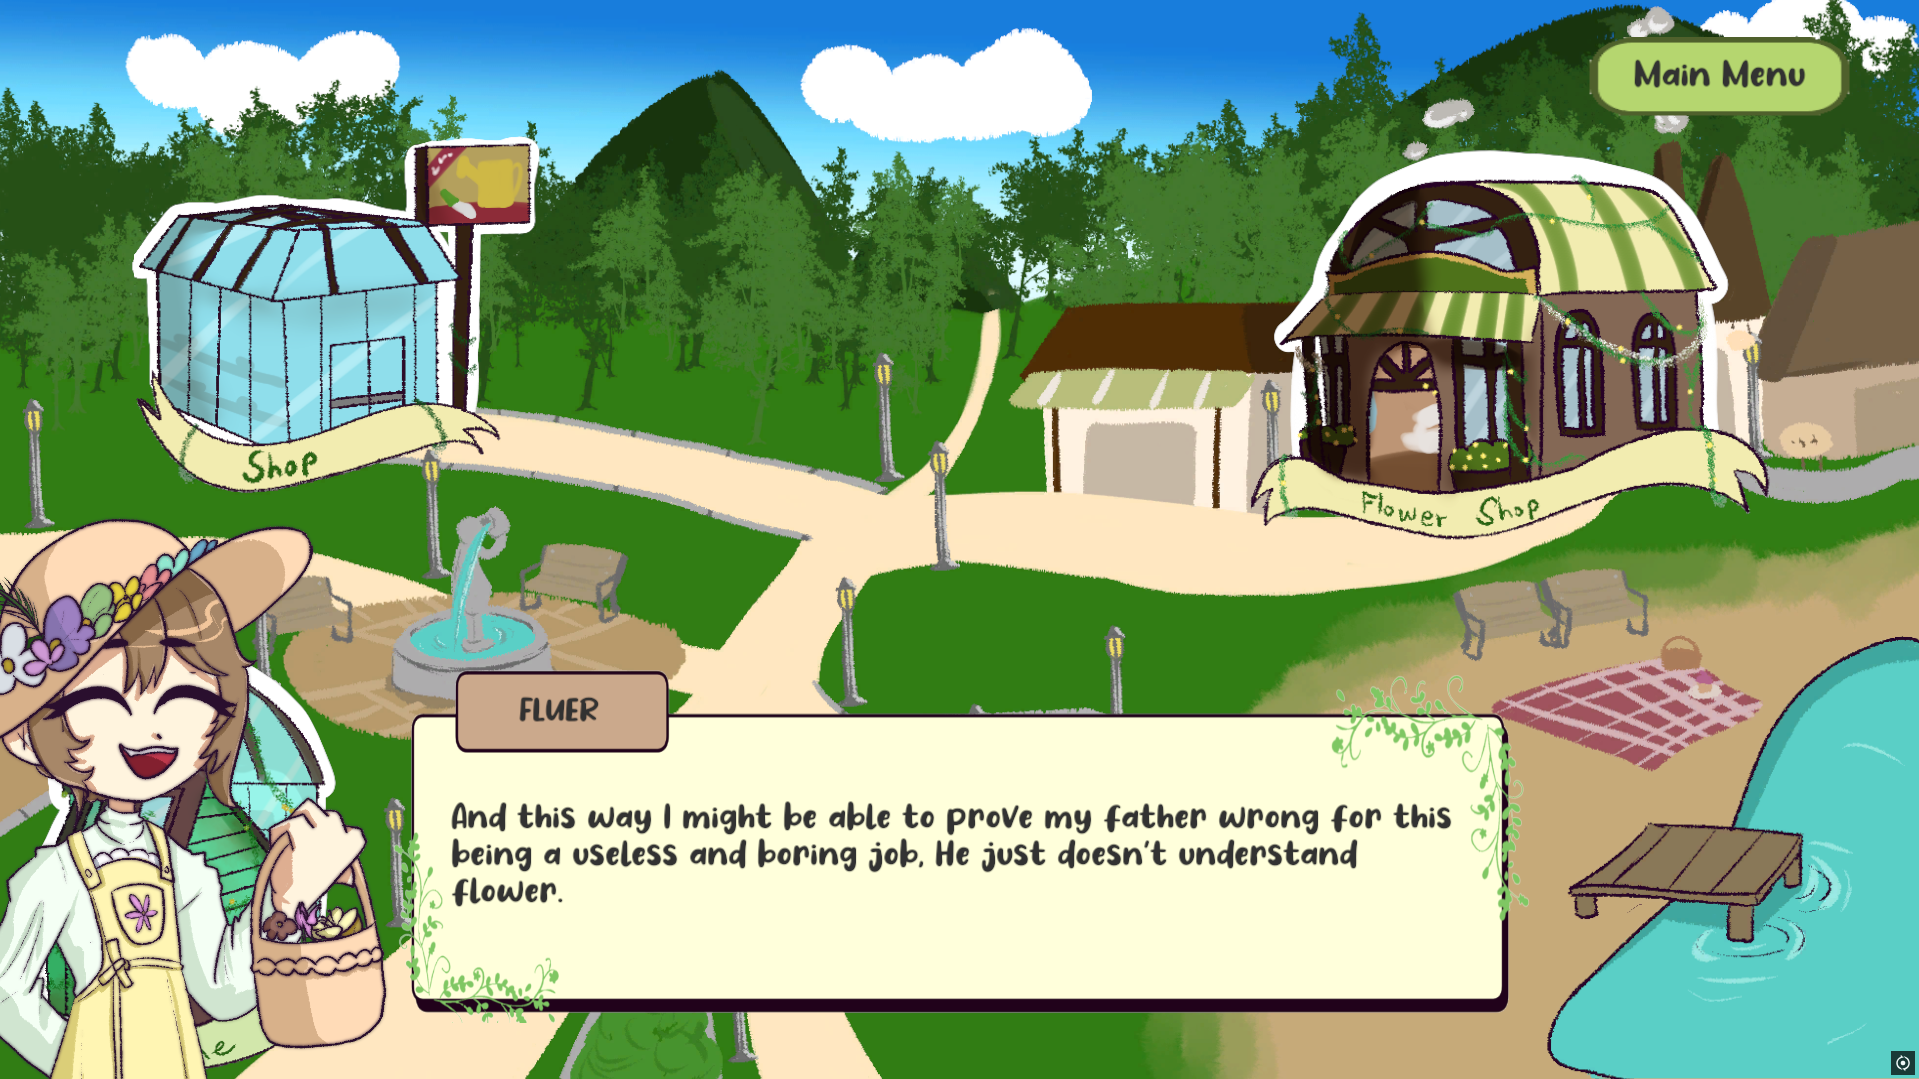 Main Menu
Shop
Flower Shop
FLUER
And this way I might be able to prove my father wrong for this
being a useless and boring job, He just doesn't understand
flower.